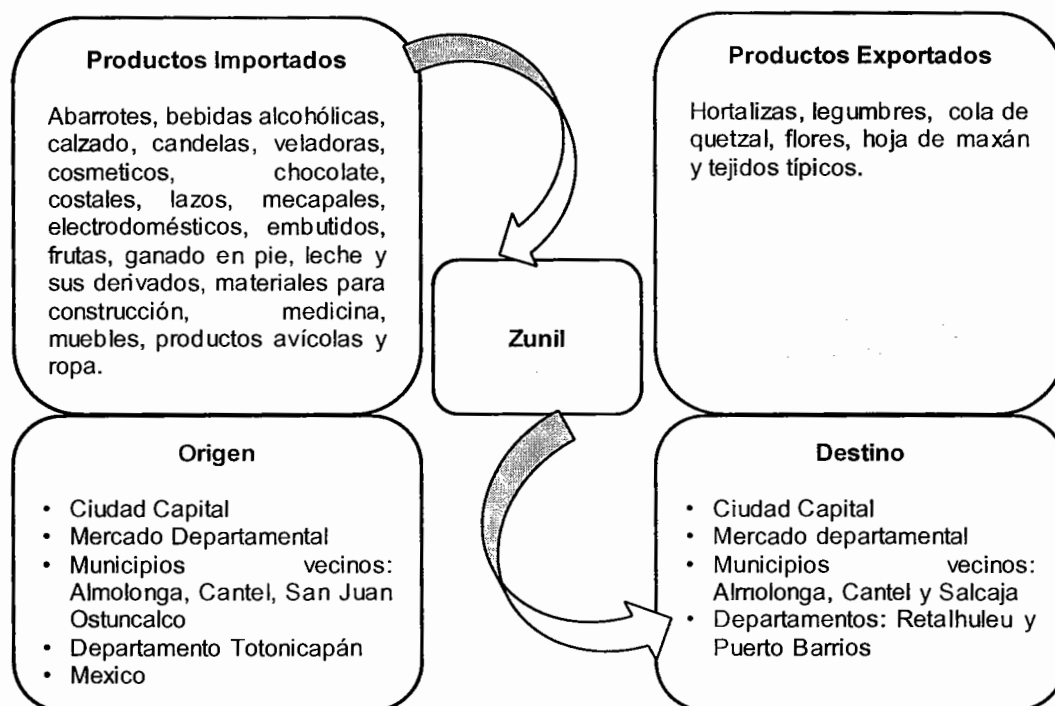 Productos Importados
Abarrotes, bebidas alcohólicas,
calzado, candelas, veladoras,
cosmeticos, chocolate,
costales, lazos, mecapales,
electrodomésticos, embutidos,
frutas, ganado en pie, leche y
sus derivados, materiales para
construcción, medicina,
muebles, productos avícolas y
ropa.
Productos Exportados
Hortalizas, legumbres, cola de
quetzal, flores, hoja de maxán
y tejidos típicos.
Zunil
Origen
• Ciudad Capital
• Mercado Departamental
• Municipios vecinos:
Almolonga, Cantel, San Juan
Ostuncalco
• Departamento Totonicapán
• Mexico
Destino
• Ciudad Capital
• Mercado departamental
• Municipios vecinos:
Almolonga, Cantel y Salcaja
• Departamentos: Retalhuleu y
Puerto Barrios